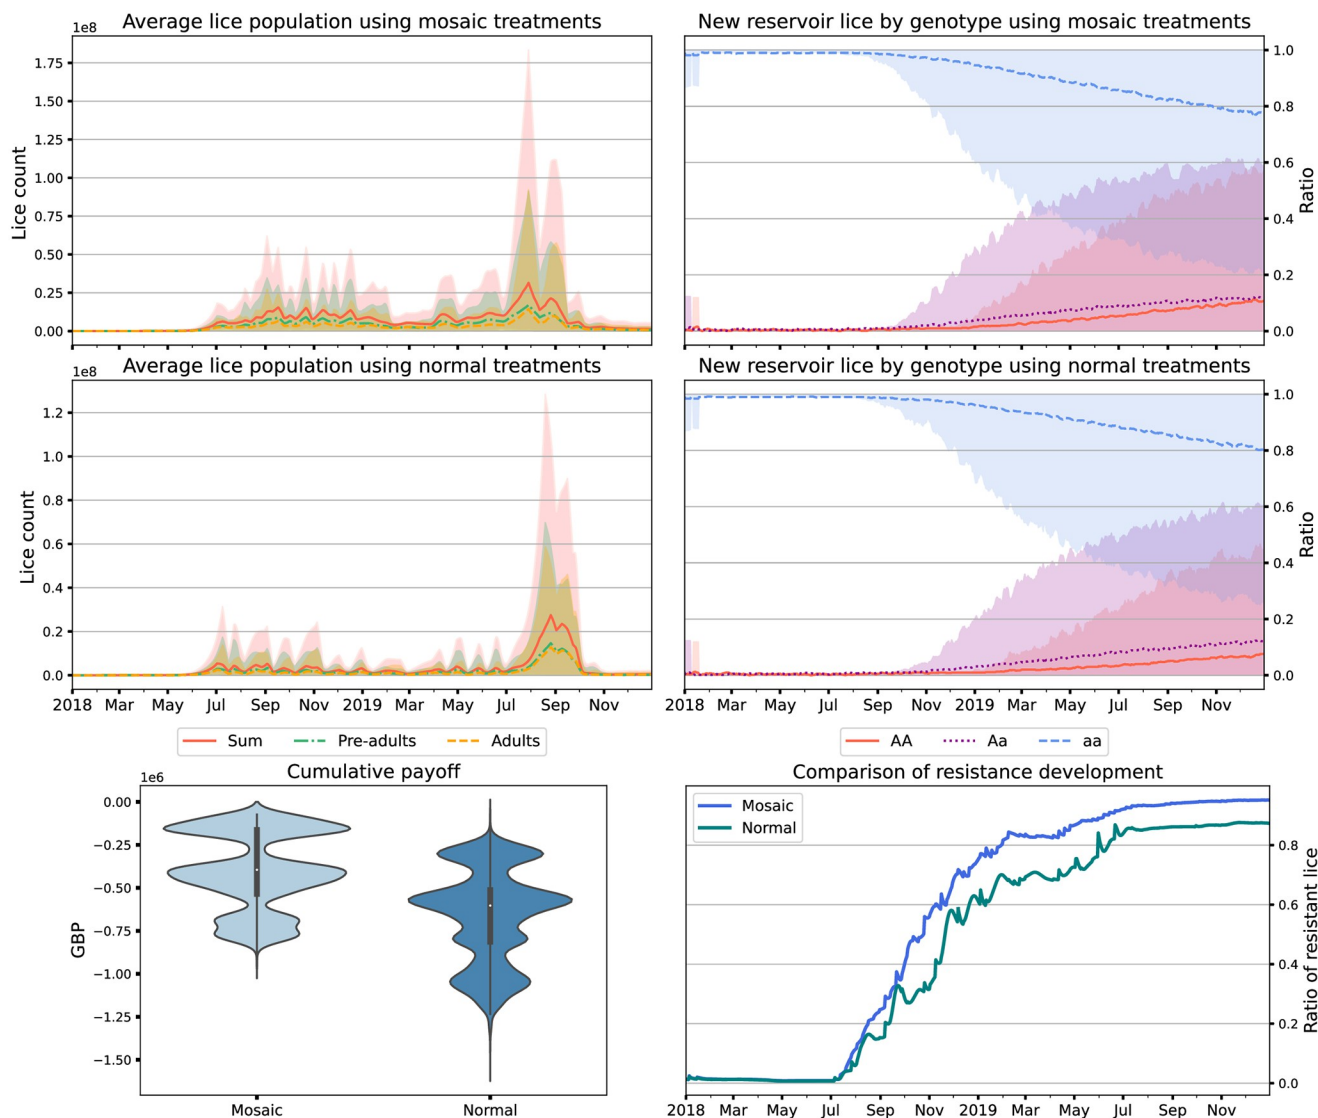 Average lice population using mosaic treatments
1e8
Lice count
1.75
1.50
1.25
1.00
0.75
0.50
0.25
0.00
New reservoir lice by genotype using mosaic treatments
1.0
0.8
0.6
0.4
0.2
0.0
Ratio
Average lice population using normal treatments
1e8
Lice count
1.2
1.0
0.8
0.6
0.4
0.2
0.0
2018 Mar May Jul Sep Nov 2019 Mar May Jul Sep Nov
Sum Pre-adults Adults
New reservoir lice by genotype using normal treatments
1.0
0.8
0.6
0.4
0.2
0.0
Ratio
2018 Mar May Jul Sep Nov 2019 Mar May Jul Sep Nov
AA Aa aa
Cumulative payoff
1e6
GBP
0.00
−0.25
−0.50
−0.75
−1.00
−1.25
−1.50
Mosaic Normal
Comparison of resistance development
Mosaic
Normal
0.8
0.6
0.4
0.2
0.0
Ratio of resistant lice
2018 Mar May Jul Sep Nov 2019 Mar May Jul Sep Nov